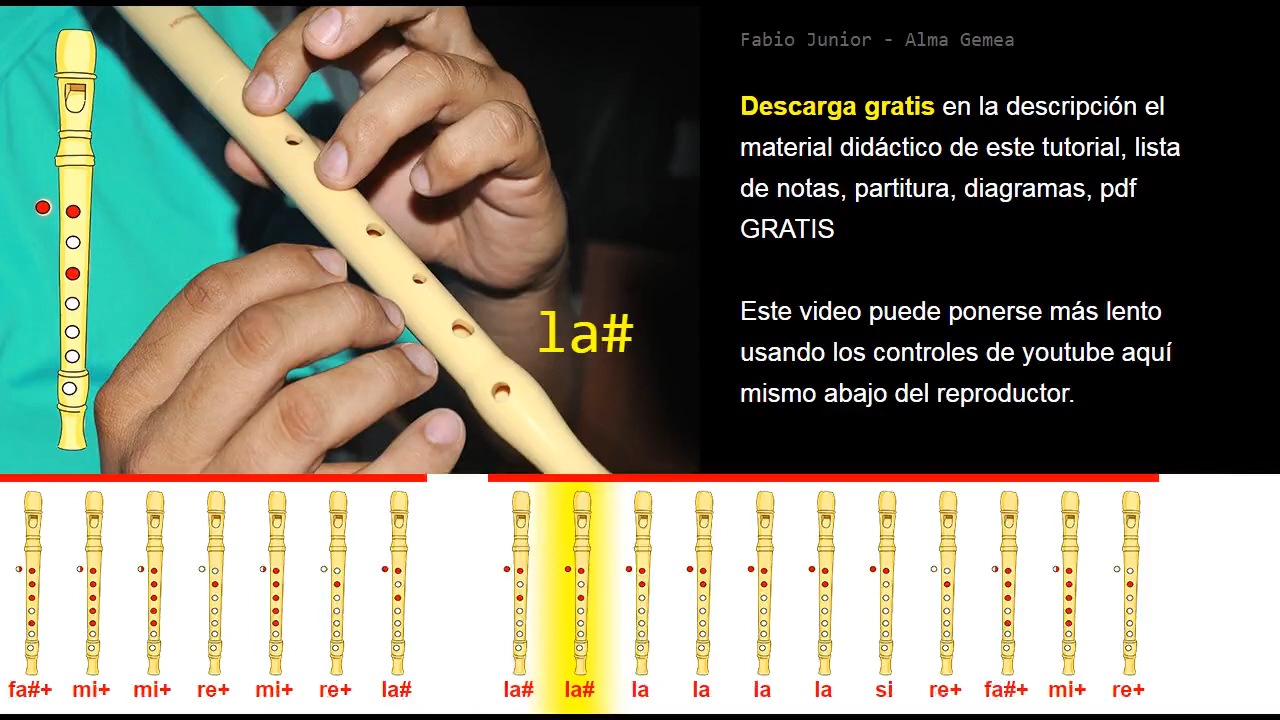 Fabio Junior - Alma Gemea
Descarga gratis en la descripción el
material didáctico de este tutorial, lista
de notas, partitura, diagramas, pdf
GRATIS
Este video puede ponerse más lento
usando los controles de youtube aquí
mismo abajo del reproductor.
la#
fa#+ mi+ mi+ re+ mi+ re+ la# la# la# la la la la si re+ fa#+ mi+ re+